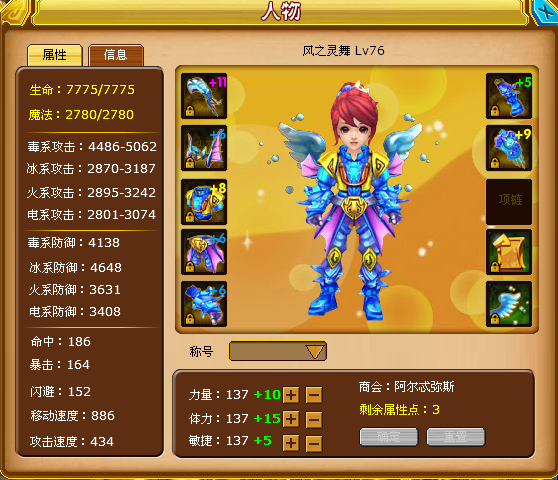 人物
风之灵舞 Lv76
属性
信息
生命：7775/7775
魔法：2780/2780
毒系攻击：4486-5062
冰系攻击：2870-3187
火系攻击：2895-3242
电系攻击：2801-3074
毒系防御：4138
冰系防御：4648
火系防御：3631
电系防御：3408
命中：186
暴击：164
闪避：152
移动速度：886
攻击速度：434
+11
+6
+8
+6
+6
+5
+9
项链
称号
力量：137 +10
体力：137 +15
敏捷：137 +5
商会：阿尔忒弥斯
剩余属性点：3
确定
重置